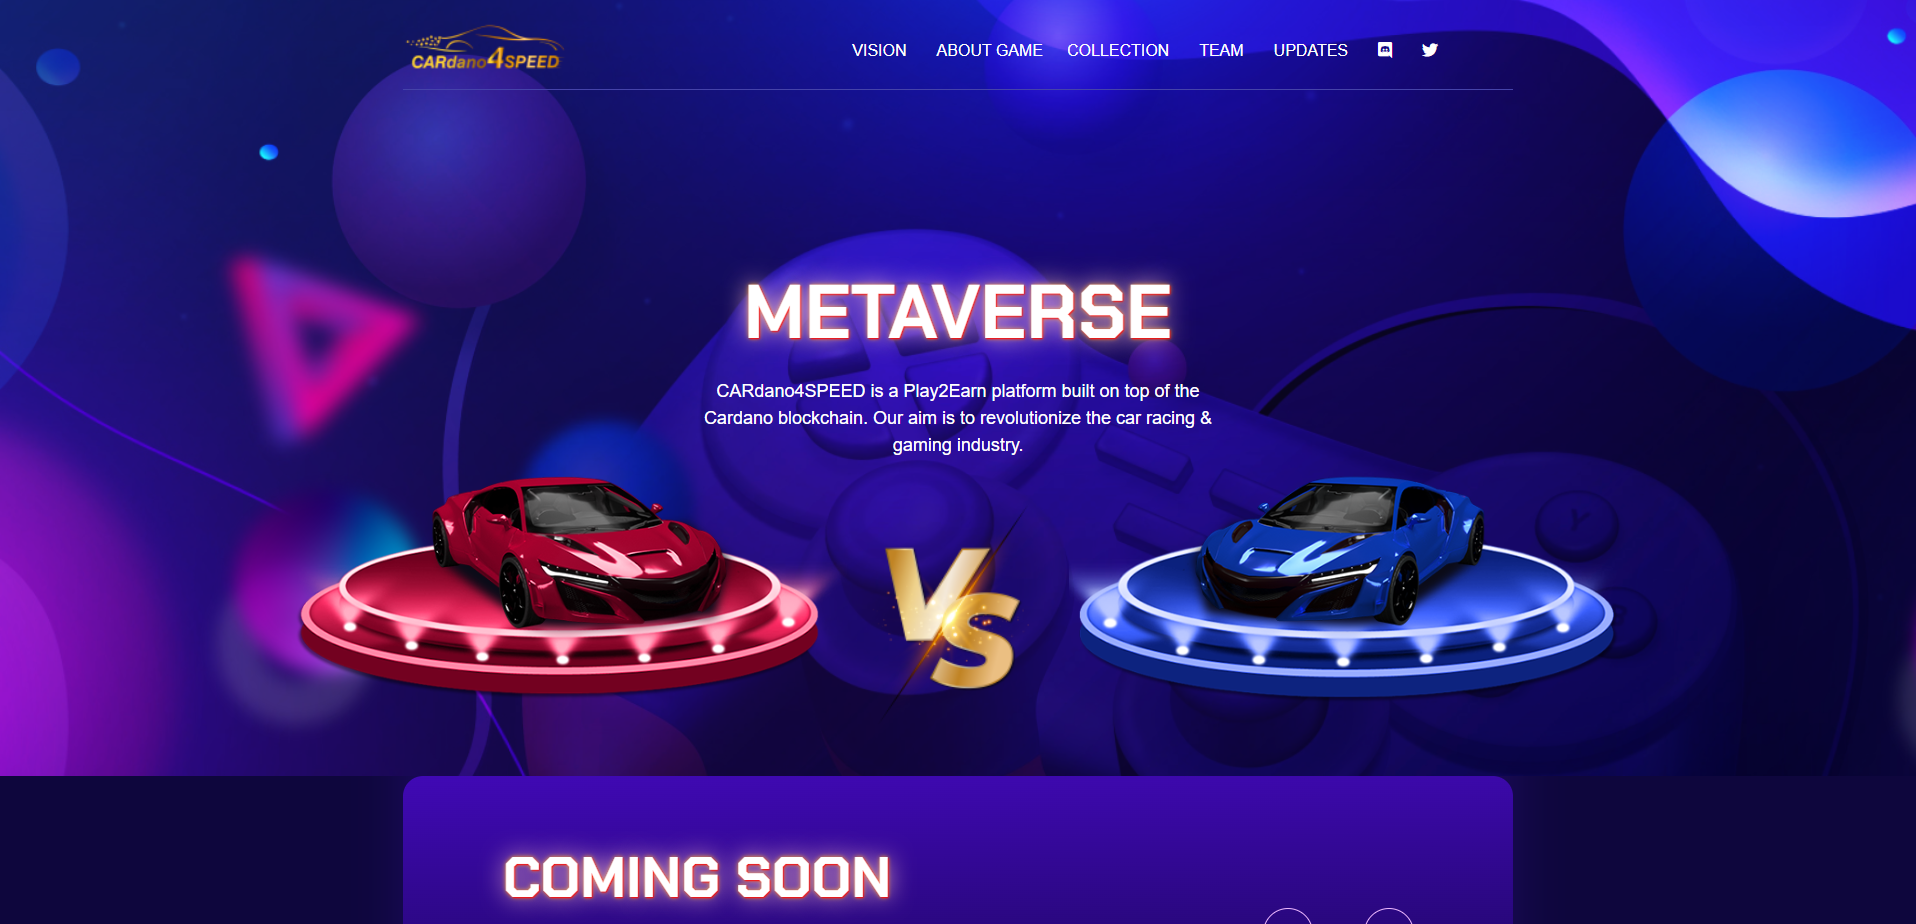 CARdano4SPEED
VISION
ABOUT GAME
COLLECTION
TEAM
UPDATES
METAVERSE
CARdano4SPEED is a Play2Earn platform built on top of the
Cardano blockchain. Our aim is to revolutionize the car racing &
gaming industry.
VS
Y
COMING SOON